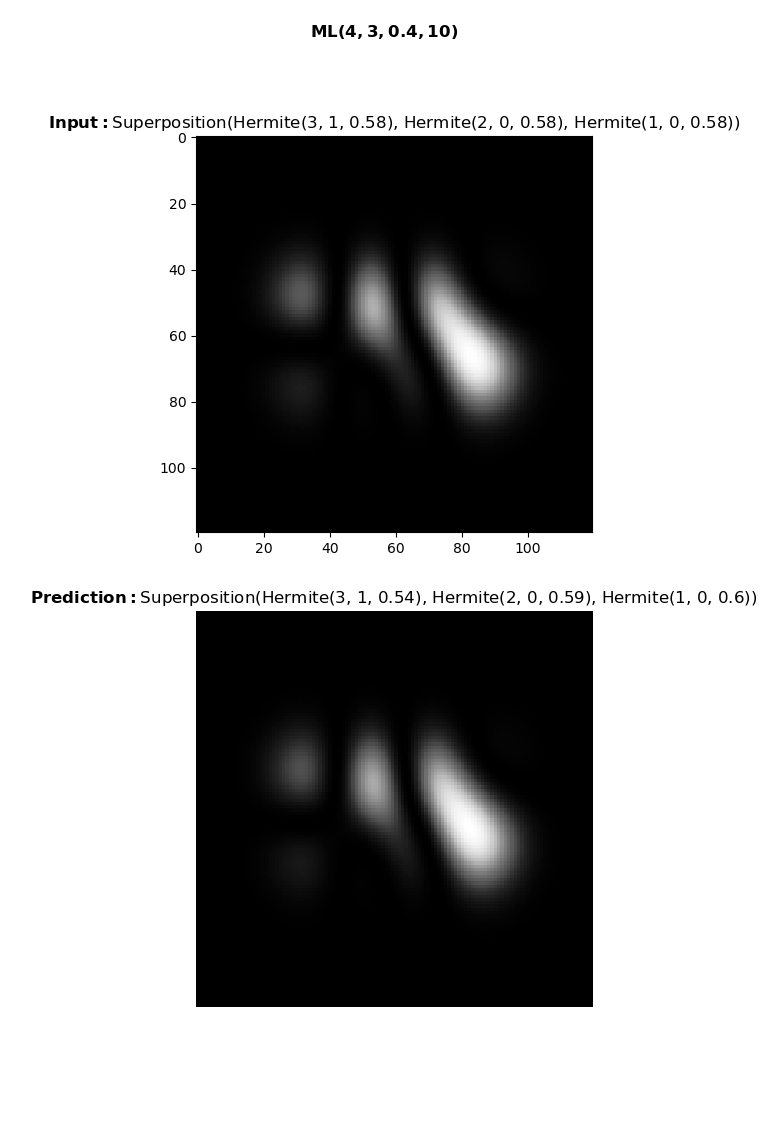 ML(4, 3, 0.4, 10)
Input: Superposition(Hermite(3, 1, 0.58), Hermite(2, 0, 0.58), Hermite(1, 0, 0.58))
0
20
40
60
80
100
0 20 40 60 80 100
Prediction: Superposition(Hermite(3, 1, 0.54), Hermite(2, 0, 0.59), Hermite(1, 0, 0.6))